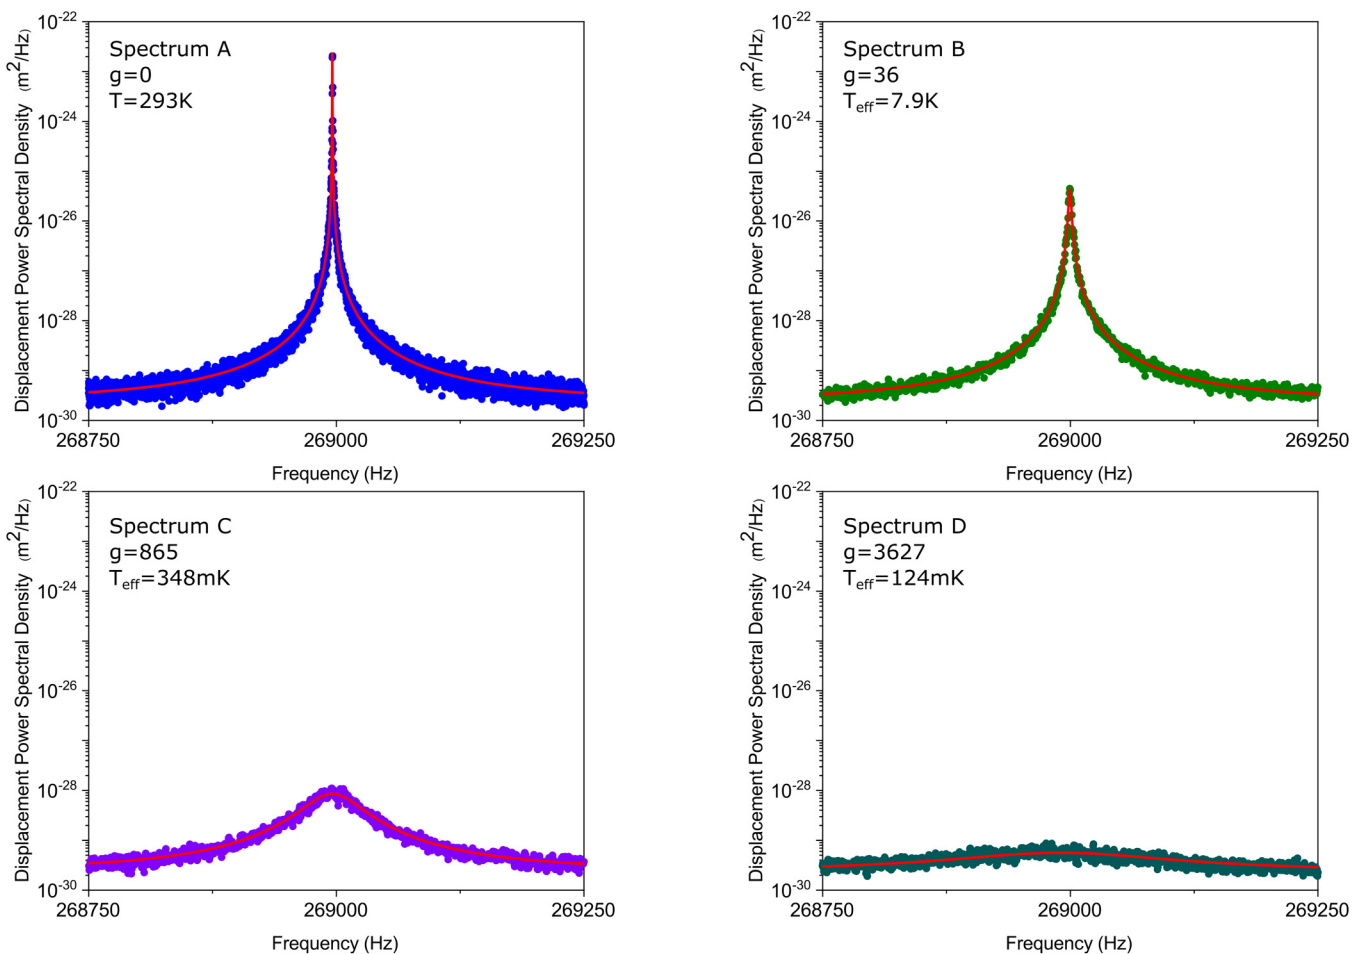 Spectrum A
g=0
T=293K
Displacement Power Spectral Density (m²/Hz)
10⁻²²
10⁻²⁴
10⁻²⁶
10⁻²⁸
10⁻³⁰
268750
269000
269250
Frequency (Hz)
Spectrum B
g=36
T_eff=7.9K
Displacement Power Spectral Density (m²/Hz)
10⁻²²
10⁻²⁴
10⁻²⁶
10⁻²⁸
10⁻³⁰
268750
269000
269250
Frequency (Hz)
Spectrum C
g=865
T_eff=348mK
Displacement Power Spectral Density (m²/Hz)
10⁻²²
10⁻²⁴
10⁻²⁶
10⁻²⁸
10⁻³⁰
268750
269000
269250
Frequency (Hz)
Spectrum D
g=3627
T_eff=124mK
Displacement Power Spectral Density (m²/Hz)
10⁻²²
10⁻²⁴
10⁻²⁶
10⁻²⁸
10⁻³⁰
268750
269000
269250
Frequency (Hz)